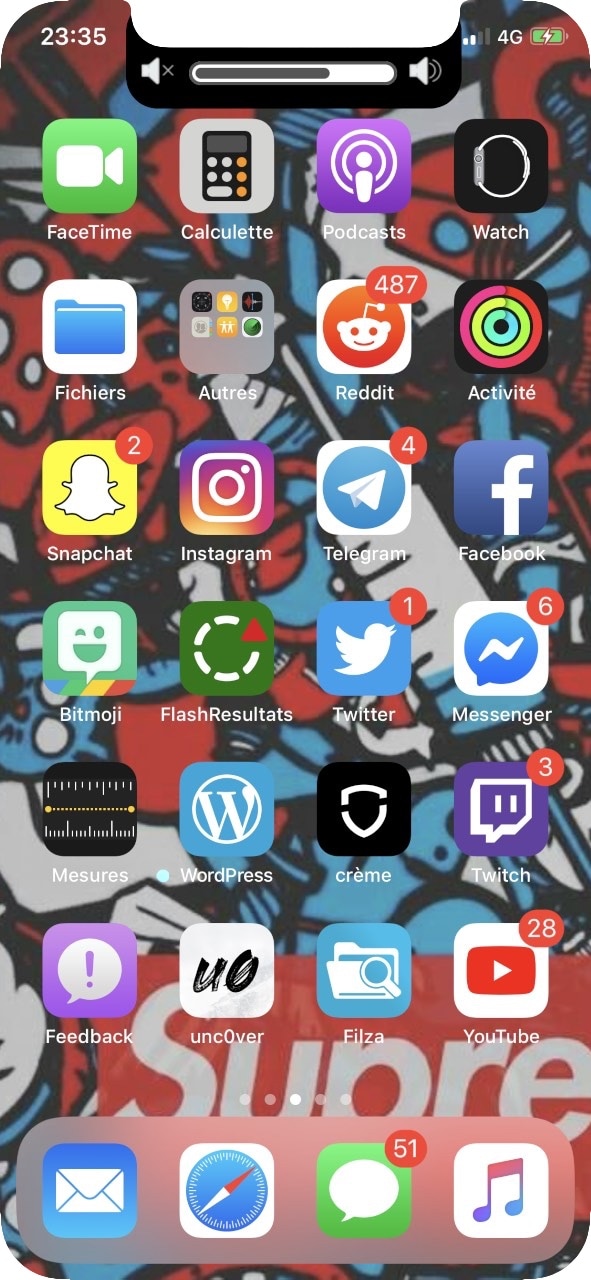 23:35 4G
FaceTime Calculette Podcasts Watch
487
Fichiers Autres Reddit Activité
2 4
Snapchat Instagram Telegram Facebook
1 6
Bitmoji FlashResultats Twitter Messenger
3
Mesures WordPress crème Twitch
28
u0
Feedback unc0ver Filza YouTube
Supre
51